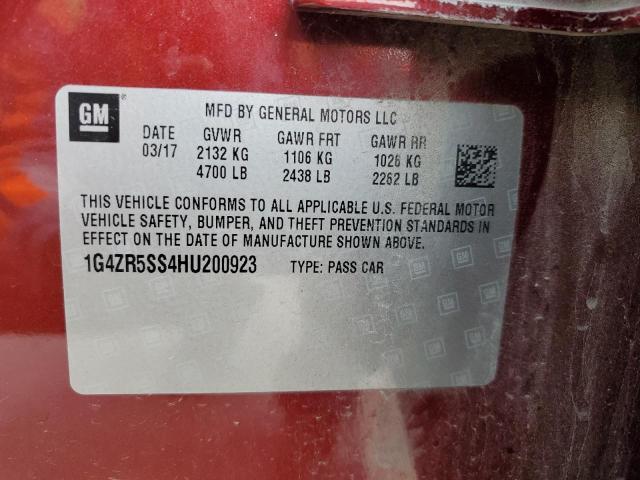 GM
MFD BY GENERAL MOTORS LLC
DATE GVWR GAWR FRT GAWR RR
03/17 2132 KG 1106 KG 1026 KG
4700 LB 2438 LB 2262 LB
THIS VEHICLE CONFORMS TO ALL APPLICABLE U.S. FEDERAL MOTOR
VEHICLE SAFETY, BUMPER, AND THEFT PREVENTION STANDARDS IN
EFFECT ON THE DATE OF MANUFACTURE SHOWN ABOVE.
1G4ZR5SS4HU200923 TYPE: PASS CAR